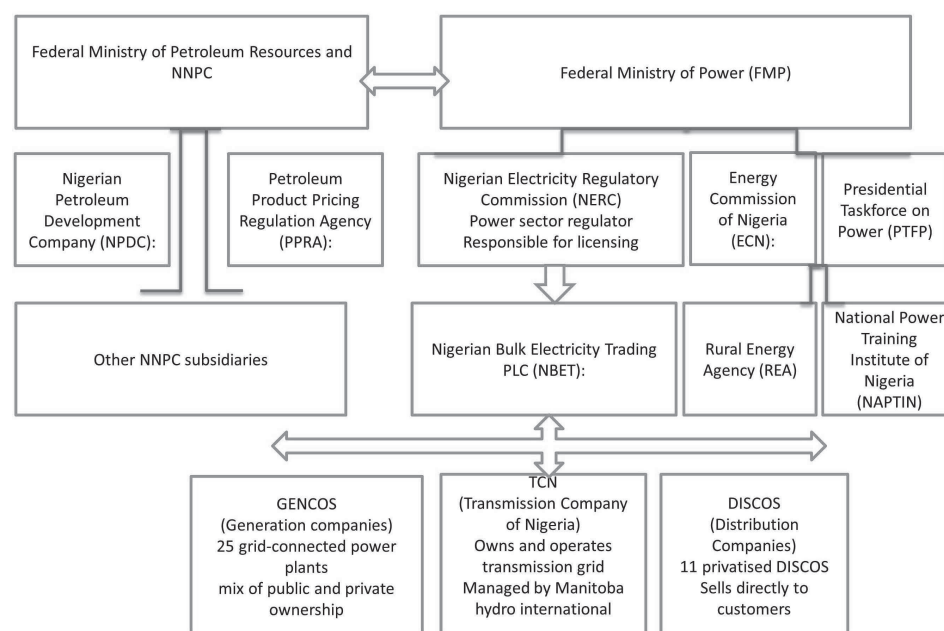 Federal Ministry of Petroleum Resources and
NNPC
Federal Ministry of Power (FMP)
Nigerian
Petroleum
Development
Company (NPDC):
Petroleum
Product Pricing
Regulation Agency
(PPRA):
Nigerian Electricity Regulatory
Commission (NERC)
Power sector regulator
Responsible for licensing
Energy
Commission
of Nigeria
(ECN):
Presidential
Taskforce on
Power (PTFP)
Other NNPC subsidiaries
Nigerian Bulk Electricity Trading
PLC (NBET):
Rural Energy
Agency (REA)
National Power
Training
Institute of
Nigeria
(NAPTIN)
GENCOS
(Generation companies)
25 grid-connected power
plants
mix of public and private
ownership
TCN
(Transmission Company
of Nigeria)
Owns and operates
transmission grid
Managed by Manitoba
hydro international
DISCOS
(Distribution
Companies)
11 privatised DISCOS
Sells directly to
customers